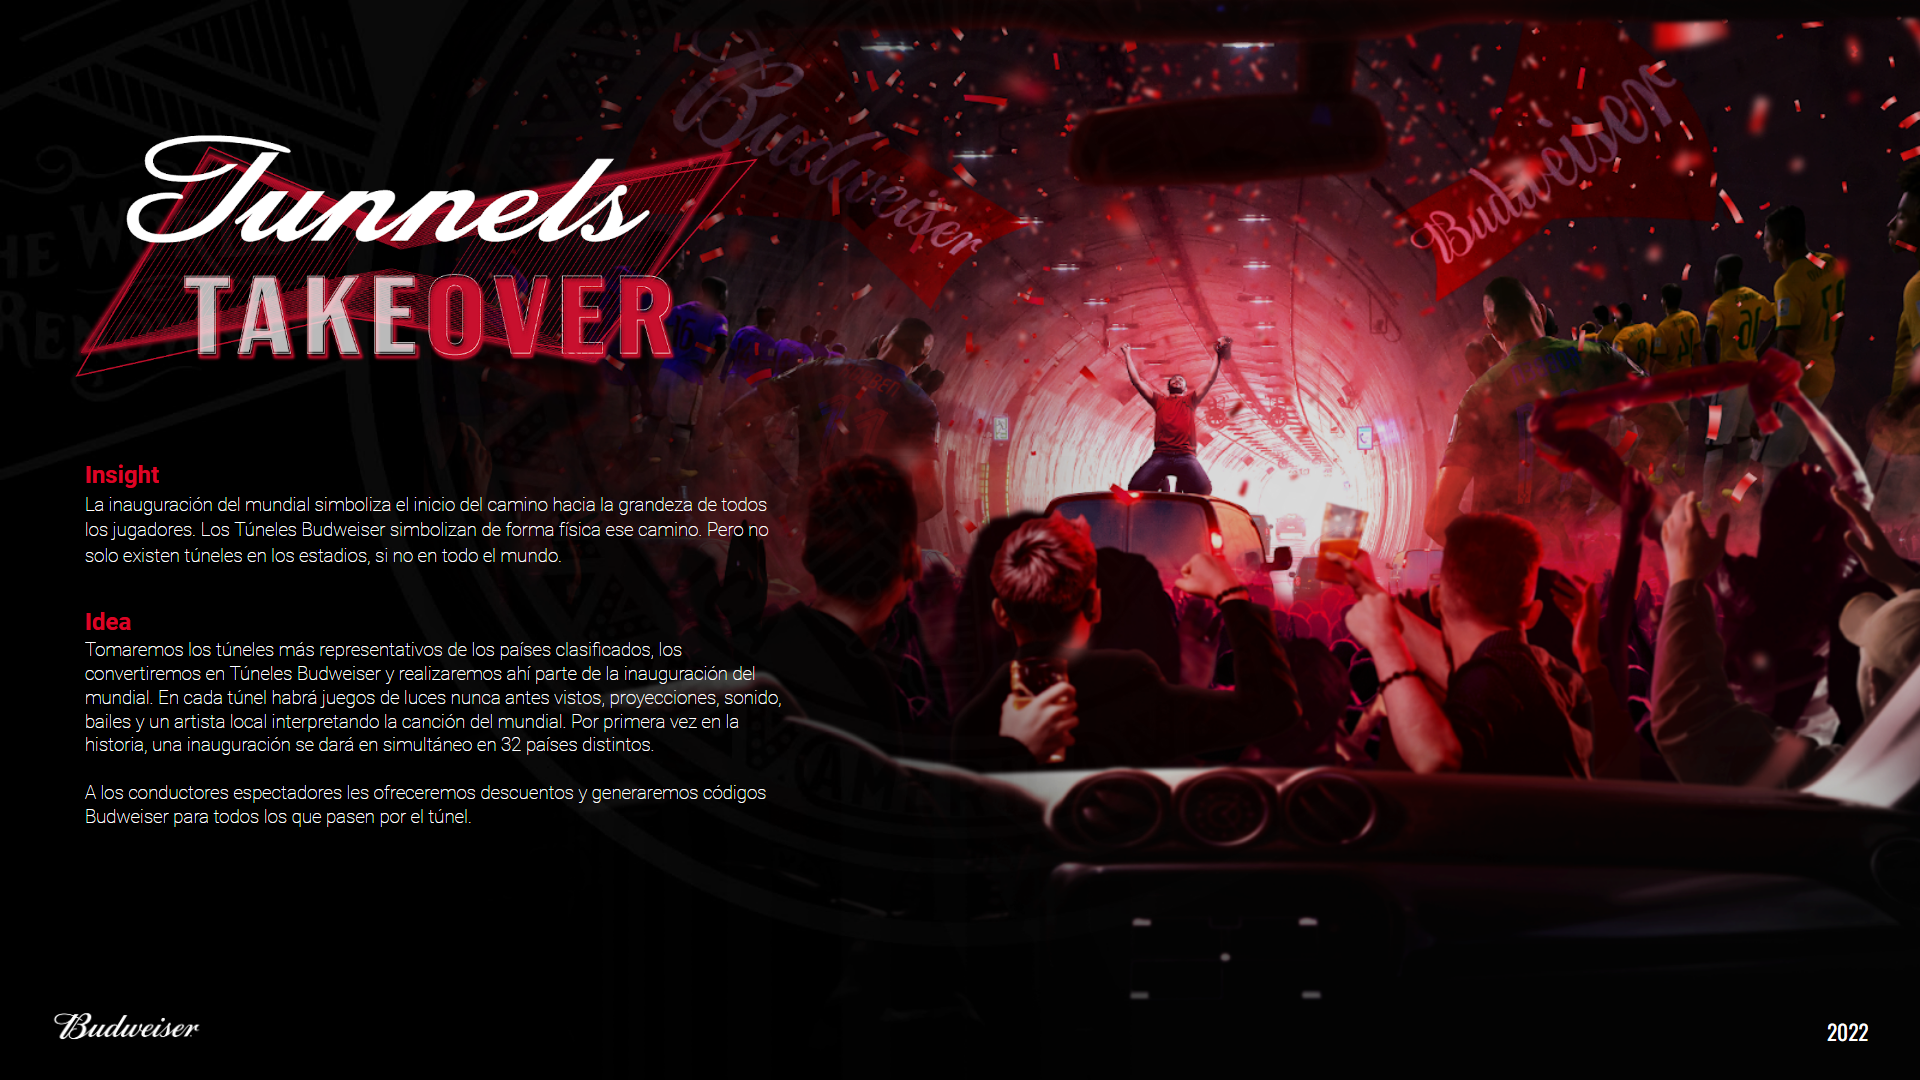 Tunnels
TAKEOVER
Budweiser
Budweiser
HE W
REN
Insight
La inauguración del mundial simboliza el inicio del camino hacia la grandeza de todos
los jugadores. Los Túneles Budweiser simbolizan de forma física ese camino. Pero no
solo existen túneles en los estadios, si no en todo el mundo.
Idea
Tomaremos los túneles más representativos de los países clasificados, los
convertiremos en Túneles Budweiser y realizaremos ahí parte de la inauguración del
mundial. En cada túnel habrá juegos de luces nunca antes vistos, proyecciones, sonido,
bailes y un artista local interpretando la canción del mundial. Por primera vez en la
historia, una inauguración se dará en simultáneo en 32 países distintos.
A los conductores espectadores les ofreceremos descuentos y generaremos códigos
Budweiser para todos los que pasen por el túnel.
Budweiser
2022